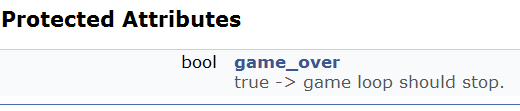 Protected Attributes
bool game_over
true -> game loop should stop.